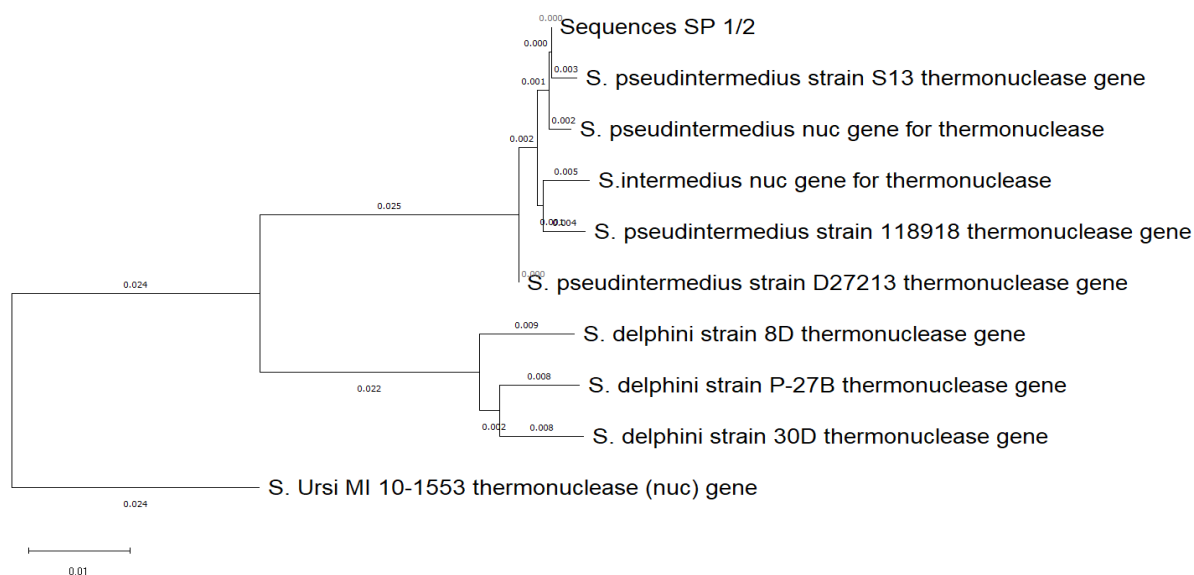 0.000
Sequences SP 1/2
0.000
0.003
S. pseudintermedius strain S13 thermonuclease gene
0.001
0.002
S. pseudintermedius nuc gene for thermonuclease
0.002
0.005
S.intermedius nuc gene for thermonuclease
0.025
0.001
0.004
S. pseudintermedius strain 118918 thermonuclease gene
0.000
S. pseudintermedius strain D27213 thermonuclease gene
0.024
0.009
S. delphini strain 8D thermonuclease gene
0.022
0.008
S. delphini strain P-27B thermonuclease gene
0.002
0.008
S. delphini strain 30D thermonuclease gene
S. Ursi MI 10-1553 thermonuclease (nuc) gene
0.024
0.01